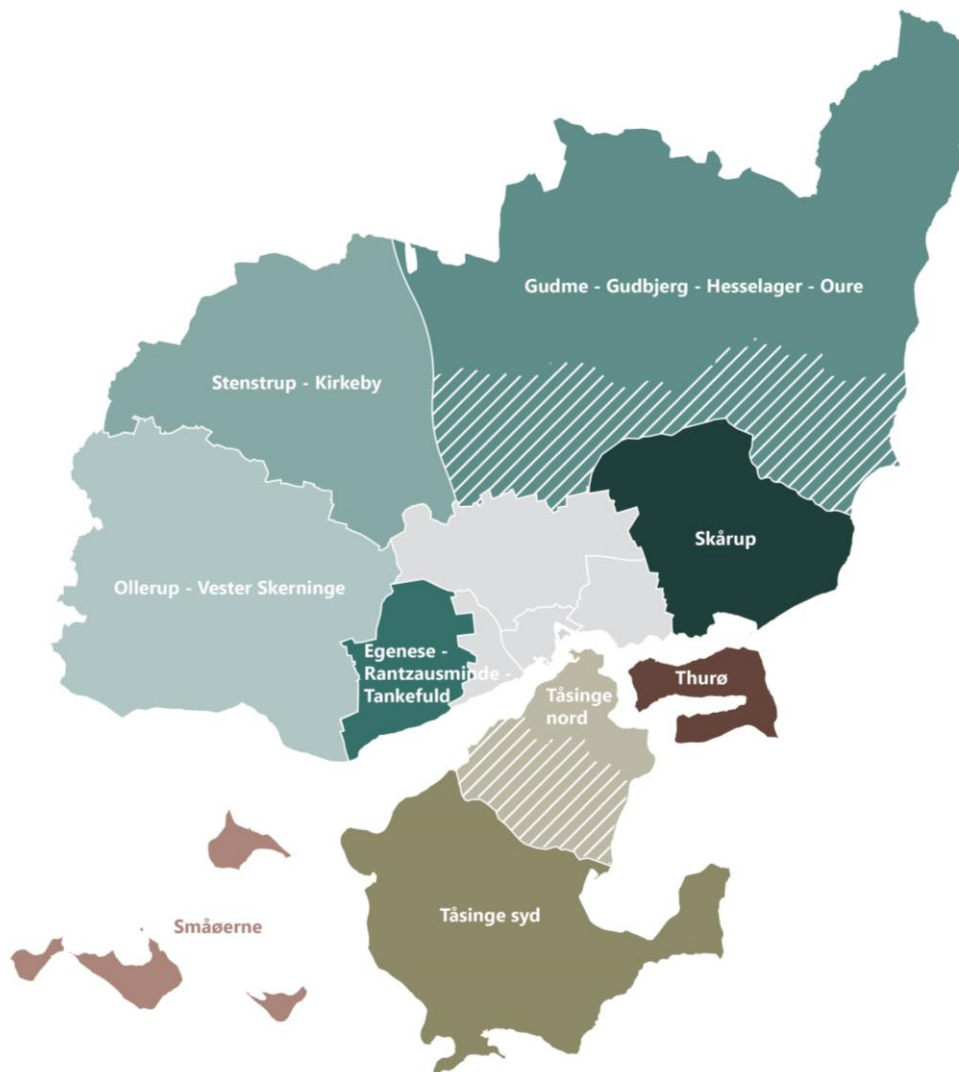 Gudme - Gudbjerg - Hesselager - Oure
Stenstrup - Kirkeby
Skårup
Ollerup - Vester Skerninge
Egenese -
Rantzausminde -
Tankefuld
Thurø
Tåsinge
nord
Tåsinge syd
Småøerne